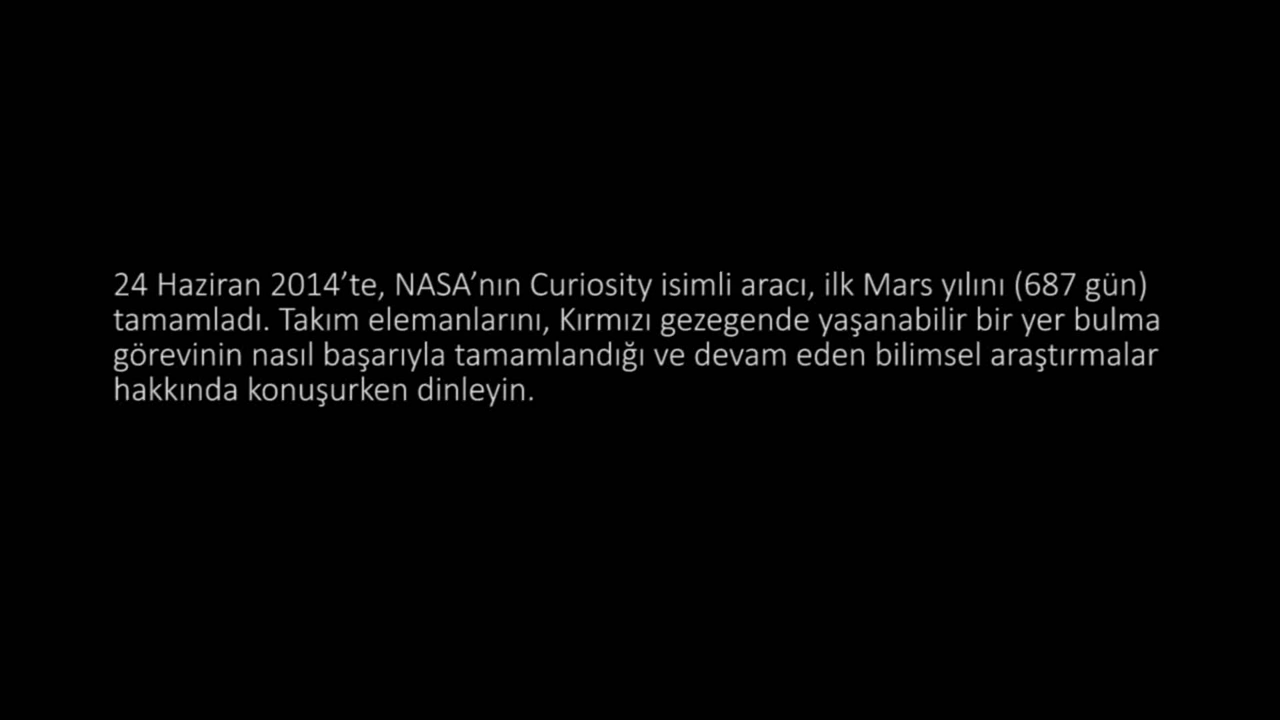 24 Haziran 2014’te, NASA’nın Curiosity isimli aracı, ilk Mars yılını (687 gün)
tamamladı. Takım elemanlarını, Kırmızı gezegende yaşanabilir bir yer bulma
görevinin nasıl başarıyla tamamlandığı ve devam eden bilimsel araştırmalar
hakkında konuşurken dinleyin.